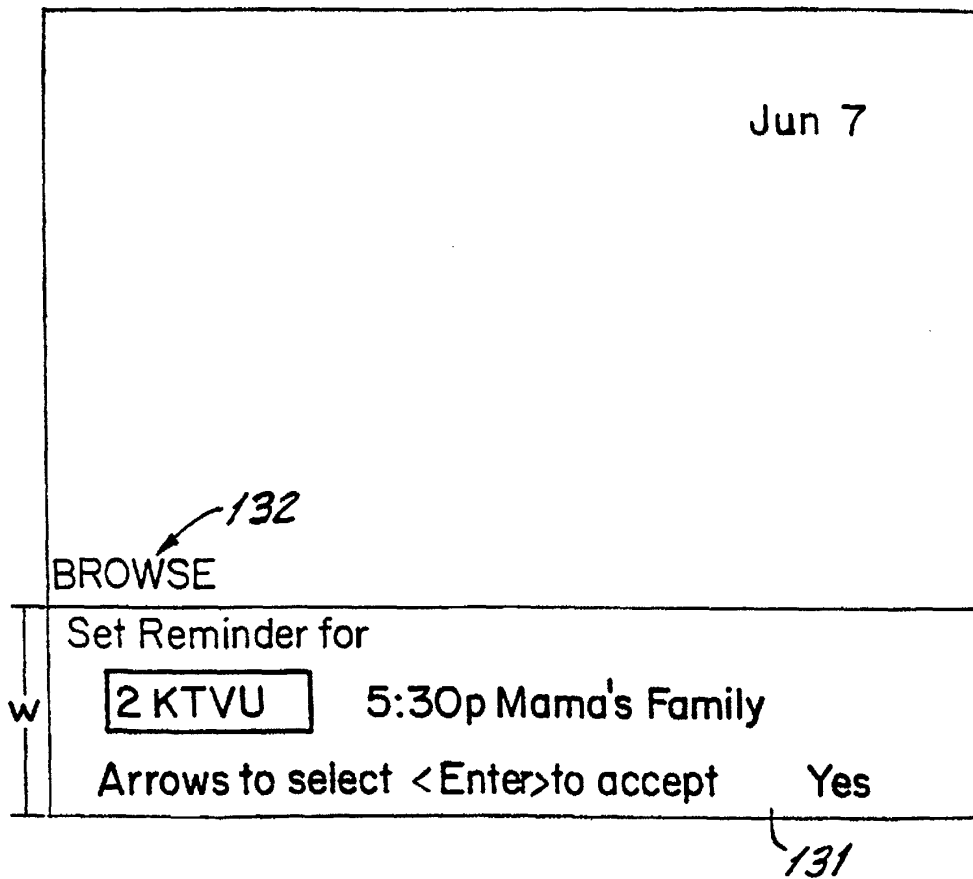 Jun 7
132
BROWSE
Set Reminder for
W
2 KTVU 5:30p Mama's Family
Arrows to select <Enter> to accept Yes
131